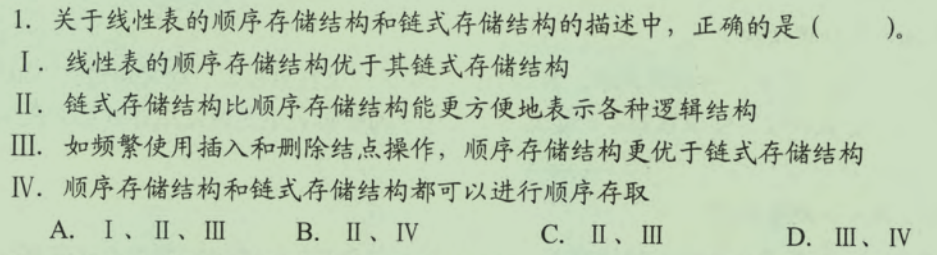 1. 关于线性表的顺序存储结构和链式存储结构的描述中，正确的是（　　）。
Ⅰ. 线性表的顺序存储结构优于其链式存储结构
Ⅱ. 链式存储结构比顺序存储结构能更方便地表示各种逻辑结构
Ⅲ. 如频繁使用插入和删除结点操作，顺序存储结构更优于链式存储结构
Ⅳ. 顺序存储结构和链式存储结构都可以进行顺序存取
A. Ⅰ、Ⅱ、Ⅲ B. Ⅱ、Ⅳ C. Ⅱ、Ⅲ D. Ⅲ、Ⅳ